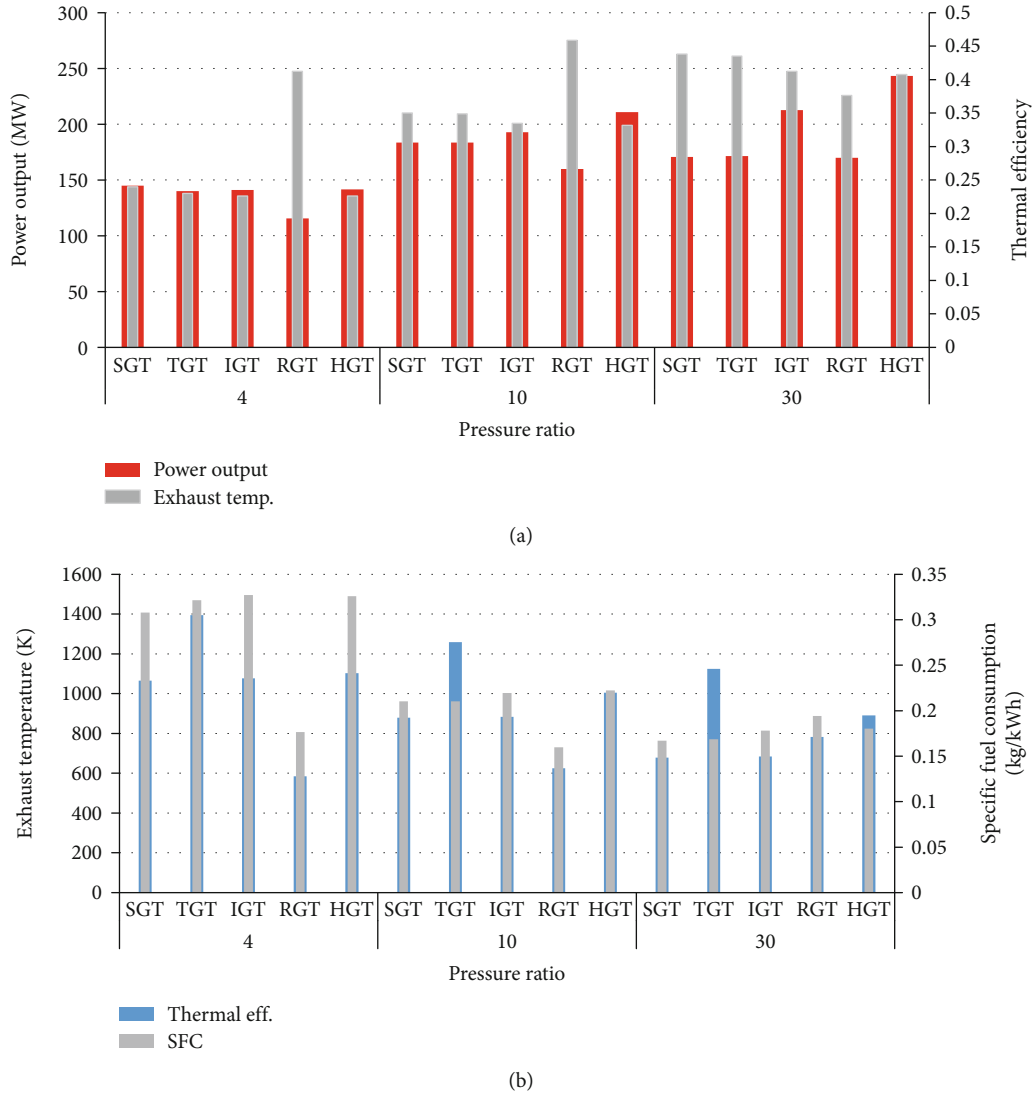 300
250
200
150
100
50
0
Power output (MW)
0.5
0.45
0.4
0.35
0.3
0.25
0.2
0.15
0.1
0.05
0
Thermal efficiency
SGT TGT IGT RGT HGT SGT TGT IGT RGT HGT SGT TGT IGT RGT HGT
4 10 30
Pressure ratio
Power output
Exhaust temp.
(a)
1600
1400
1200
1000
800
600
400
200
0
Exhaust temperature (K)
0.35
0.3
0.25
0.2
0.15
0.1
0.05
0
Specific fuel consumption
(kg/kWh)
SGT TGT IGT RGT HGT SGT TGT IGT RGT HGT SGT TGT IGT RGT HGT
4 10 30
Pressure ratio
Thermal eff.
SFC
(b)